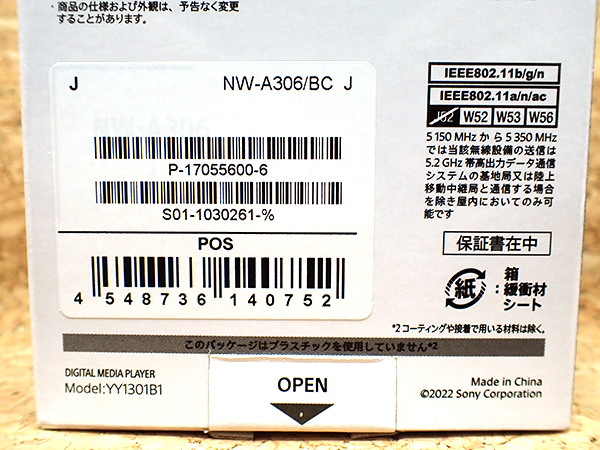 ・商品の仕様および外観は、予告なく変更
することがあります。
J NW-A306/BC J
P-17055600-6
S01-1030261-%
POS
4 548736 140752
IEEE802.11b/g/n
IEEE802.11a/n/ac
J52 W52 W53 W56
5 150 MHz から 5 350 MHz
では当該無線設備の送信は
5.2 GHz 帯高出力データ通信
システムの基地局又は陸上
移動中継局と通信する場合
を除き屋内においてのみ可
能です
保証書在中
紙
箱
:緩衝材
シート
*2 コーティングや接着で用いる材料は除く。
このパッケージはプラスチックを使用していません*2
DIGITAL MEDIA PLAYER
Model:YY1301B1
OPEN
Made in China
©2022 Sony Corporation